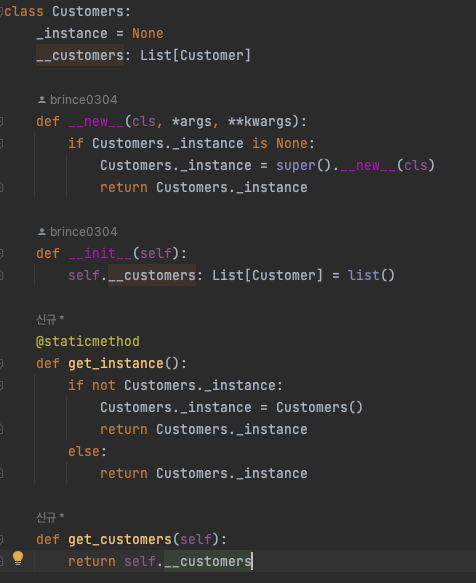 class Customers:
    _instance = None
    __customers: List[Customer]
brince0304
    def __new__(cls, *args, **kwargs):
        if Customers._instance is None:
            Customers._instance = super().__new__(cls)
            return Customers._instance
brince0304
    def __init__(self):
        self.__customers: List[Customer] = list()
신규 *
    @staticmethod
    def get_instance():
        if not Customers._instance:
            Customers._instance = Customers()
            return Customers._instance
        else:
            return Customers._instance
신규 *
    def get_customers(self):
        return self.__customers